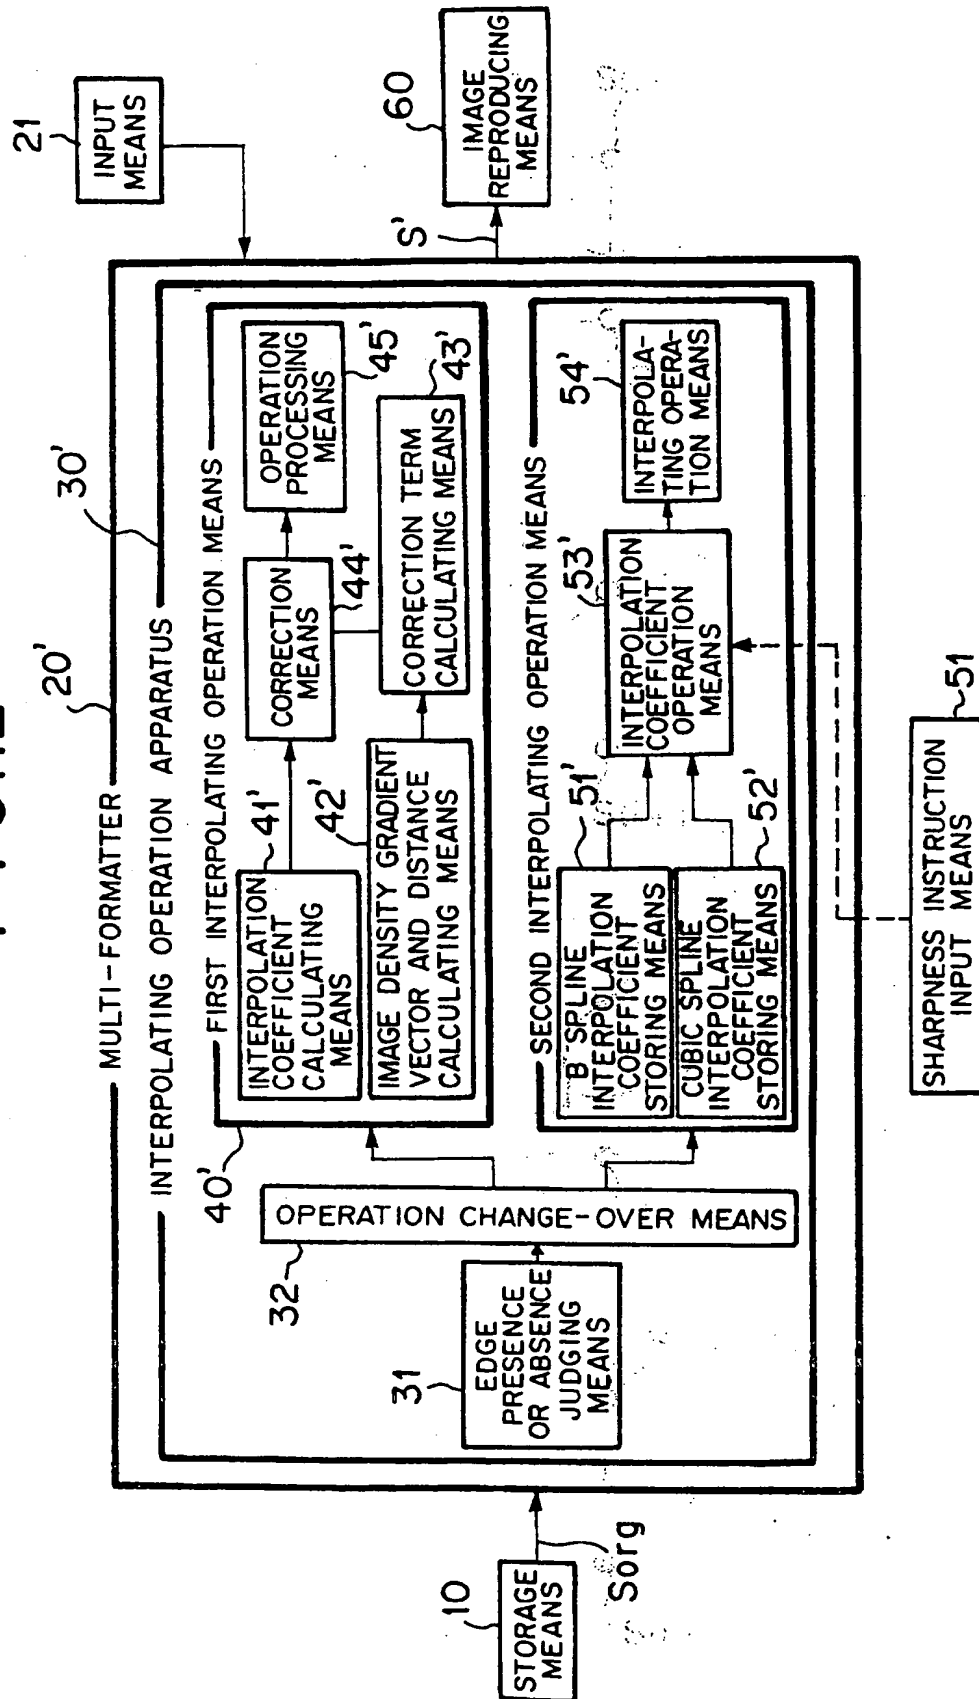 MULTI-FORMATTER
20'
INTERPOLATING OPERATION APPARATUS
30'
FIRST INTERPOLATING OPERATION MEANS
40'
INTERPOLATION
COEFFICIENT
CALCULATING
MEANS
41'
CORRECTION
MEANS
44'
OPERATION
PROCESSING
MEANS
45'
IMAGE DENSITY GRADIENT
VECTOR AND DISTANCE
CALCULATING MEANS
42'
CORRECTION TERM
CALCULATING MEANS
43'
OPERATION CHANGE-OVER MEANS
32
EDGE
PRESENCE
OR ABSENCE
JUDGING
MEANS
31
SECOND INTERPOLATING OPERATION MEANS
B SPLINE
INTERPOLATION
COEFFICIENT
STORING MEANS
51'
CUBIC SPLINE
INTERPOLATION
COEFFICIENT
STORING MEANS
52'
INTERPOLATION
COEFFICIENT
OPERATION
MEANS
53'
INTERPOLA-
TING OPERA-
TION MEANS
54'
STORAGE
MEANS
10
Sorg
INPUT
MEANS
21
S'
IMAGE
REPRODUCING
MEANS
60
SHARPNESS INSTRUCTION
INPUT MEANS
51